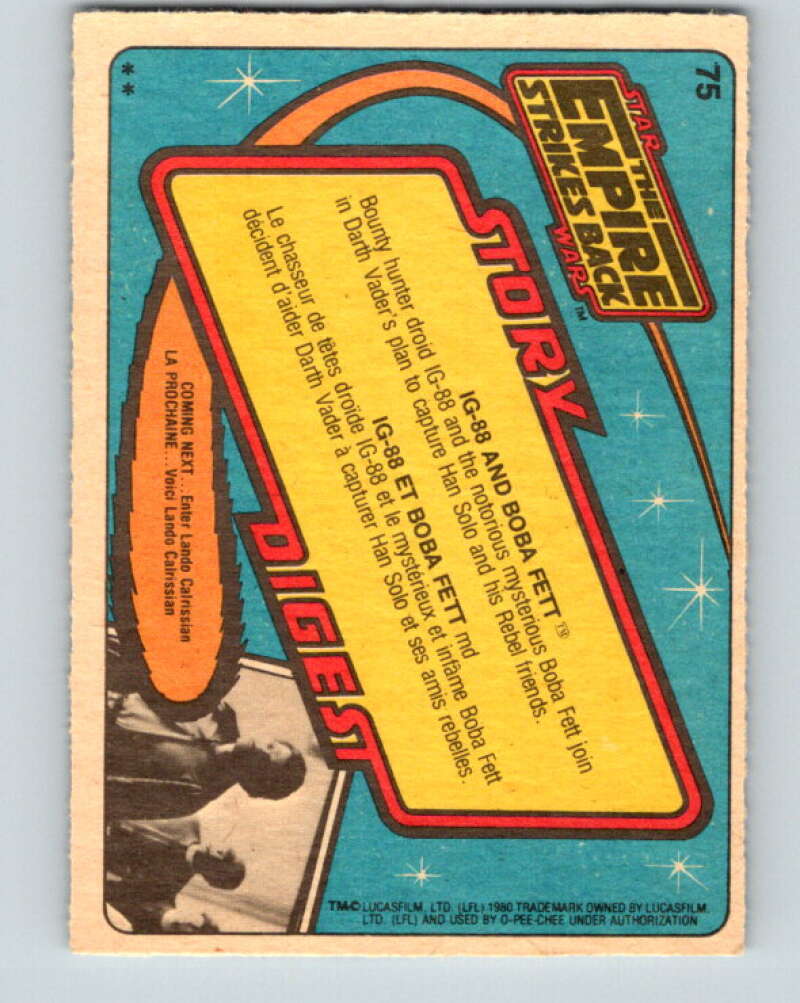 75
STAR
THE
EMPIRE
STRIKES BACK
WARS™
STORY
IG-88 AND BOBA FETT™
Bounty hunter droid IG-88 and the notorious mysterious Boba Fett join
in Darth Vader's plan to capture Han Solo and his Rebel friends.
IG-88 ET BOBA FETT md
Le chasseur de têtes droïde IG-88 et le mystérieux et infâme Boba Fett
décident d'aider Darth Vader à capturer Han Solo et ses amis rebelles.
DIGEST
COMING NEXT... Enter Lando Calrissian
LA PROCHAINE... Voici Lando Calrissian
TM© LUCASFILM, LTD. (LFL) 1980 TRADEMARK OWNED BY LUCASFILM,
LTD. (LFL) AND USED BY O-PEE-CHEE UNDER AUTHORIZATION
**